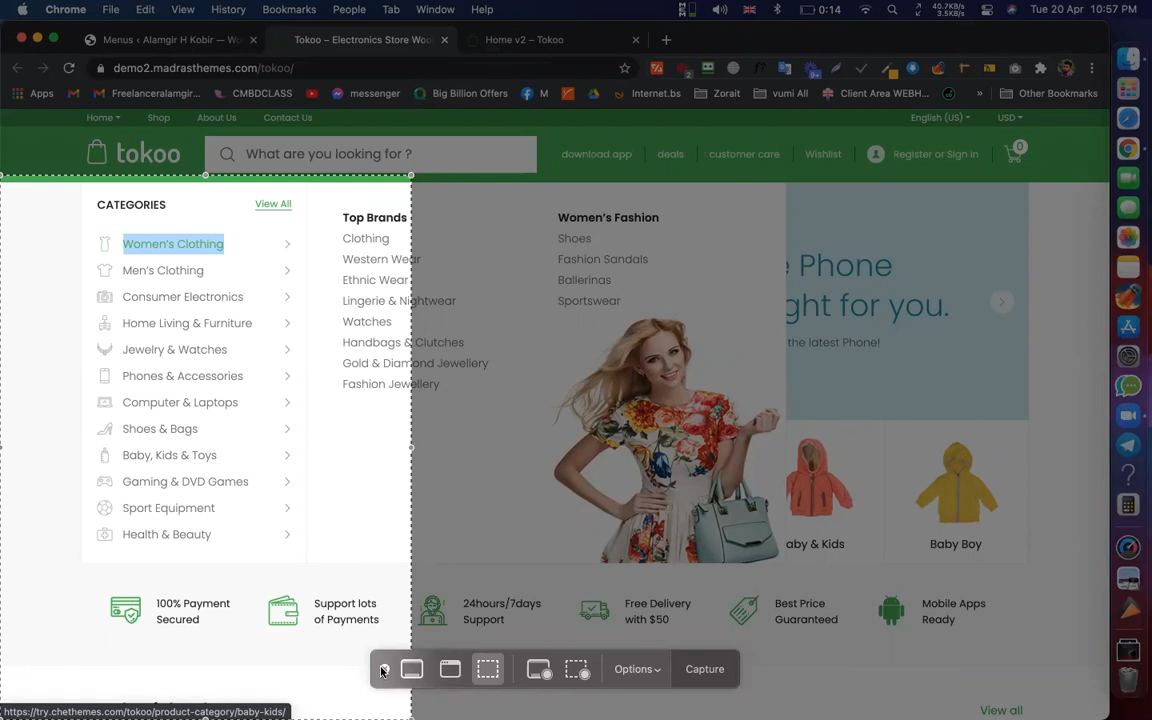 Chrome File Edit View History Bookmarks People Tab Window Help 0:14 40.7KB/s 3.5KB/s Tue 20 Apr 10:57 PM
Menus ‹ Alamgir H Kobir — Wo Tokoo – Electronics Store Woo Home v2 – Tokoo
demo2.madrasthemes.com/tokoo/
Apps Freelanceralamgir... CMBDCLASS messenger Big Billion Offers M Internet.bs Zorait vumi All Client Area WEBH... » Other Bookmarks
Home Shop About Us Contact Us English (US) USD
tokoo What are you looking for ? download app deals customer care Wishlist Register or Sign in 0
CATEGORIES View All
Women's Clothing
Men's Clothing
Consumer Electronics
Home Living & Furniture
Jewelry & Watches
Phones & Accessories
Computer & Laptops
Shoes & Bags
Baby, Kids & Toys
Gaming & DVD Games
Sport Equipment
Health & Beauty
Top Brands
Clothing
Western Wear
Ethnic Wear
Lingerie & Nightwear
Watches
Handbags & Clutches
Gold & Diamond Jewellery
Fashion Jewellery
Women's Fashion
Shoes
Fashion Sandals
Ballerinas
Sportswear
Phone
ght for you.
the latest Phone!
aby & Kids
Baby Boy
100% Payment
Secured
Support lots
of Payments
24hours/7days
Support
Free Delivery
with $50
Best Price
Guaranteed
Mobile Apps
Ready
Options Capture
https://try.chethemes.com/tokoo/product-category/baby-kids/
View all